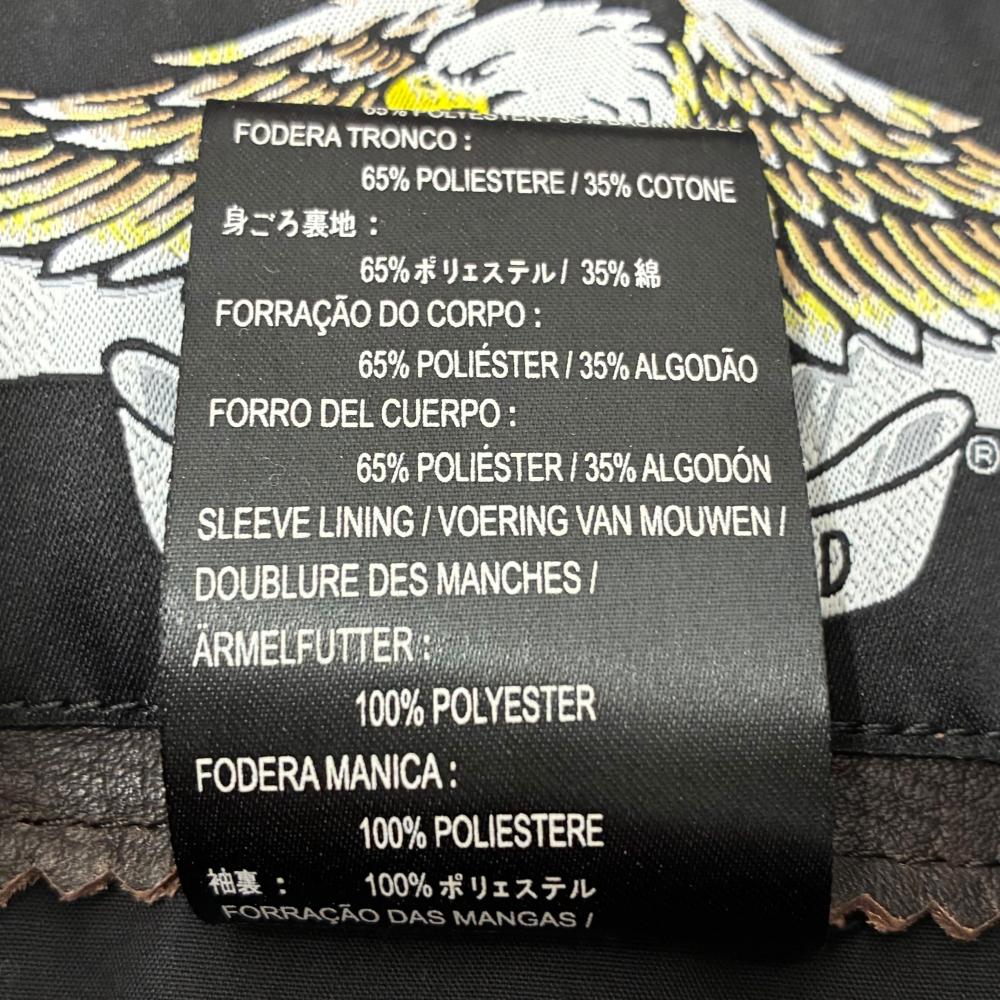 65% POLYESTER
FODERA TRONCO :
65% POLIESTERE / 35% COTONE
身ごろ裏地 :
65%ポリエステル / 35%綿
FORRAÇÃO DO CORPO :
65% POLIÉSTER / 35% ALGODÃO
FORRO DEL CUERPO :
65% POLIÉSTER / 35% ALGODÓN
SLEEVE LINING / VOERING VAN MOUWEN /
DOUBLURE DES MANCHES /
ÄRMELFUTTER :
100% POLYESTER
FODERA MANICA :
100% POLIESTERE
袖裏 : 100%ポリエステル
FORRAÇÃO DAS MANGAS /
®
D